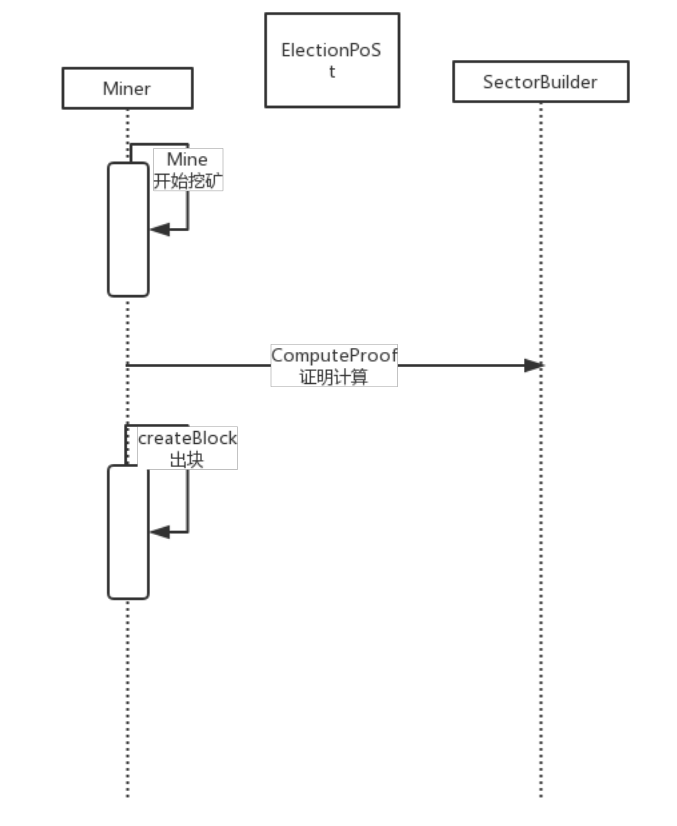 ElectionPoS
t
Miner
SectorBuilder
Mine
开始挖矿
ComputeProof
证明计算
createBlock
出块